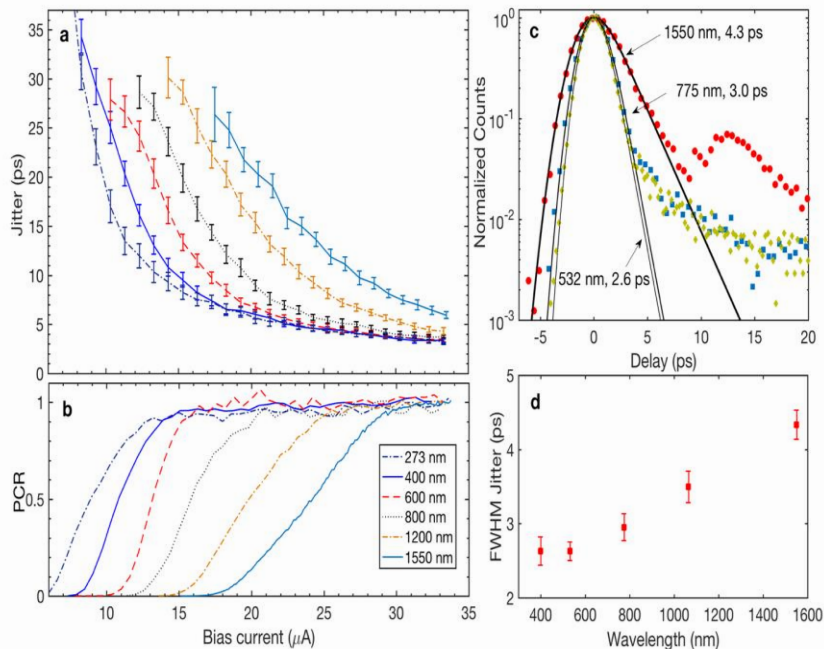 a
35
30
25
20
15
10
5
0
Jitter (ps)
b
1
0.5
0
PCR
273 nm
400 nm
600 nm
800 nm
1200 nm
1550 nm
10 15 20 25 30 35
Bias current (μA)
c
10^0
10^-1
10^-2
10^-3
Normalized Counts
1550 nm, 4.3 ps
775 nm, 3.0 ps
532 nm, 2.6 ps
-5 0 5 10 15 20
Delay (ps)
d
5
4
3
2
FWHM Jitter (ps)
400 600 800 1000 1200 1400 1600
Wavelength (nm)